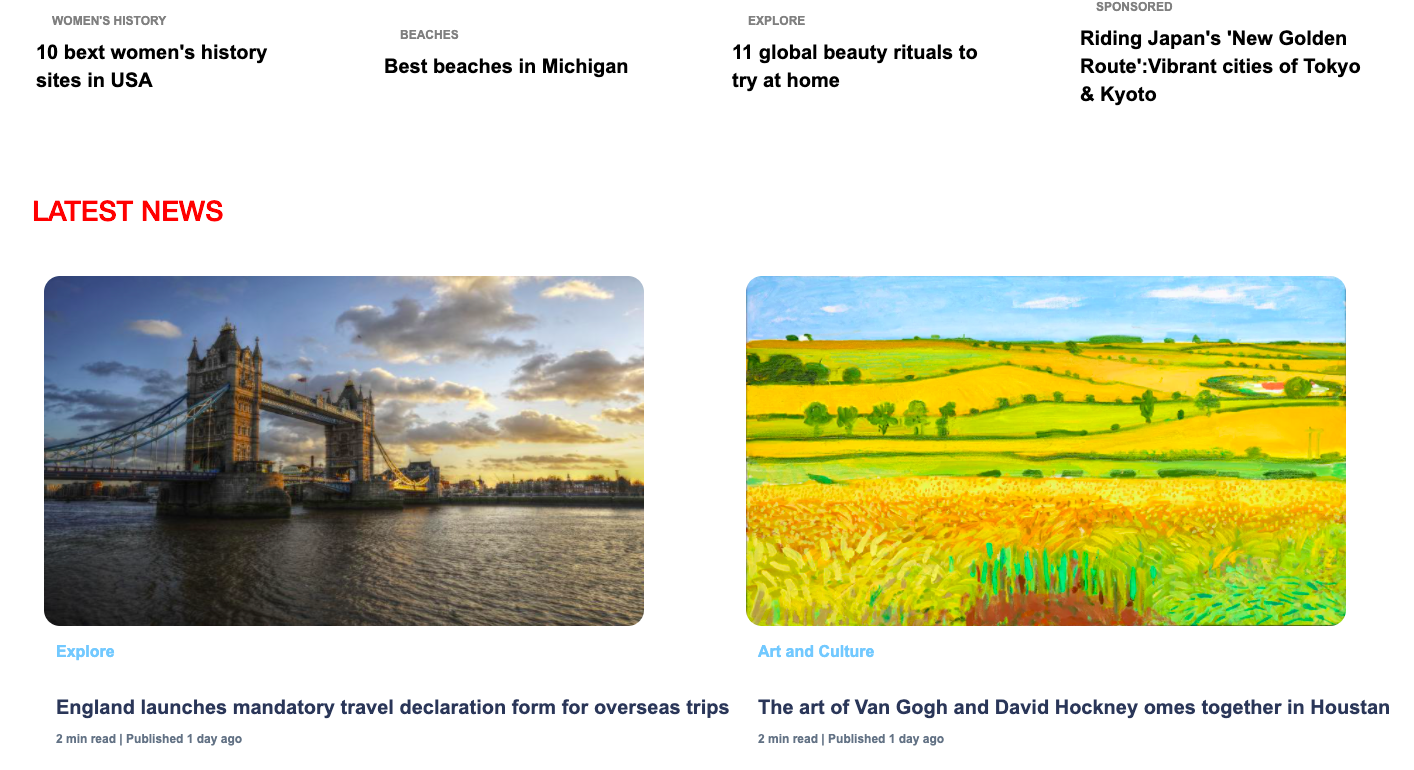 WOMEN'S HISTORY
10 bext women's history
sites in USA
BEACHES
Best beaches in Michigan
EXPLORE
11 global beauty rituals to
try at home
SPONSORED
Riding Japan's 'New Golden
Route':Vibrant cities of Tokyo
& Kyoto
LATEST NEWS
Explore
England launches mandatory travel declaration form for overseas trips
2 min read | Published 1 day ago
Art and Culture
The art of Van Gogh and David Hockney omes together in Houstan
2 min read | Published 1 day ago